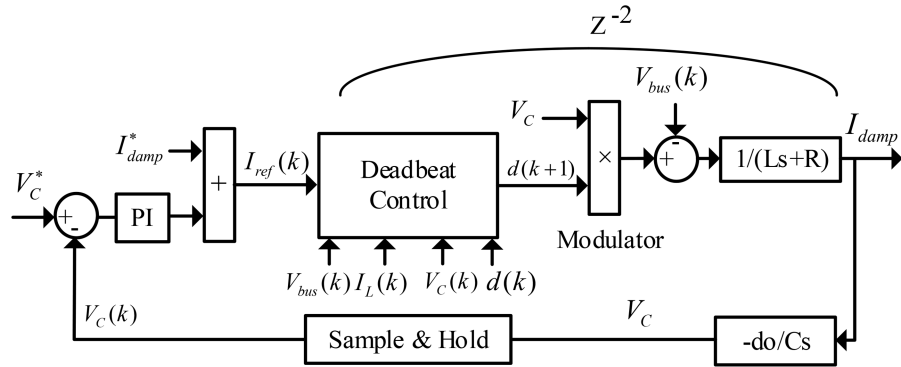 Z⁻²
V_bus(k)
-
V_C
I*_damp
I_damp
I_ref(k)
Deadbeat
Control
d(k+1)
×
+
-
1/(Ls+R)
V*_C
+
-
PI
+
Modulator
V_bus(k) I_L(k) V_C(k) d(k)
V_C(k)
Sample & Hold
V_C
-do/Cs